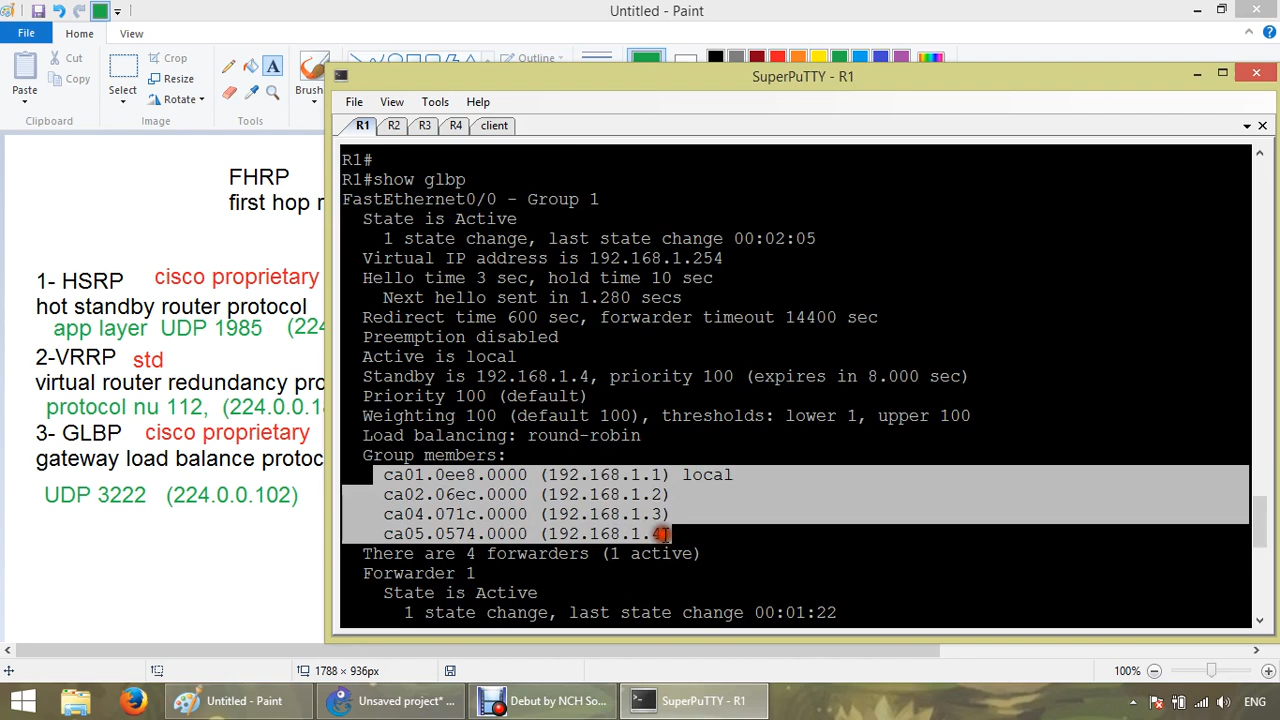 Untitled - Paint
File
Home
View
Paste
Cut
Copy
Clipboard
Select
Crop
Resize
Rotate
Image
Tools
Brush
Outline
FHRP
first hop r
1- HSRP cisco proprietary
hot standby router protocol
app layer UDP 1985 (224
2-VRRP std
virtual router redundancy pro
protocol nu 112, (224.0.0.18
3- GLBP cisco proprietary
gateway load balance protoc
UDP 3222 (224.0.0.102)
SuperPuTTY - R1
File View Tools Help
R1 R2 R3 R4 client
R1#
R1#show glbp
FastEthernet0/0 - Group 1
State is Active
1 state change, last state change 00:02:05
Virtual IP address is 192.168.1.254
Hello time 3 sec, hold time 10 sec
Next hello sent in 1.280 secs
Redirect time 600 sec, forwarder timeout 14400 sec
Preemption disabled
Active is local
Standby is 192.168.1.4, priority 100 (expires in 8.000 sec)
Priority 100 (default)
Weighting 100 (default 100), thresholds: lower 1, upper 100
Load balancing: round-robin
Group members:
ca01.0ee8.0000 (192.168.1.1) local
ca02.06ec.0000 (192.168.1.2)
ca04.071c.0000 (192.168.1.3)
ca05.0574.0000 (192.168.1.4)
There are 4 forwarders (1 active)
Forwarder 1
State is Active
1 state change, last state change 00:01:22
1788 × 936px
100%
Untitled - Paint
Unsaved project* ...
Debut by NCH So...
SuperPuTTY - R1
ENG